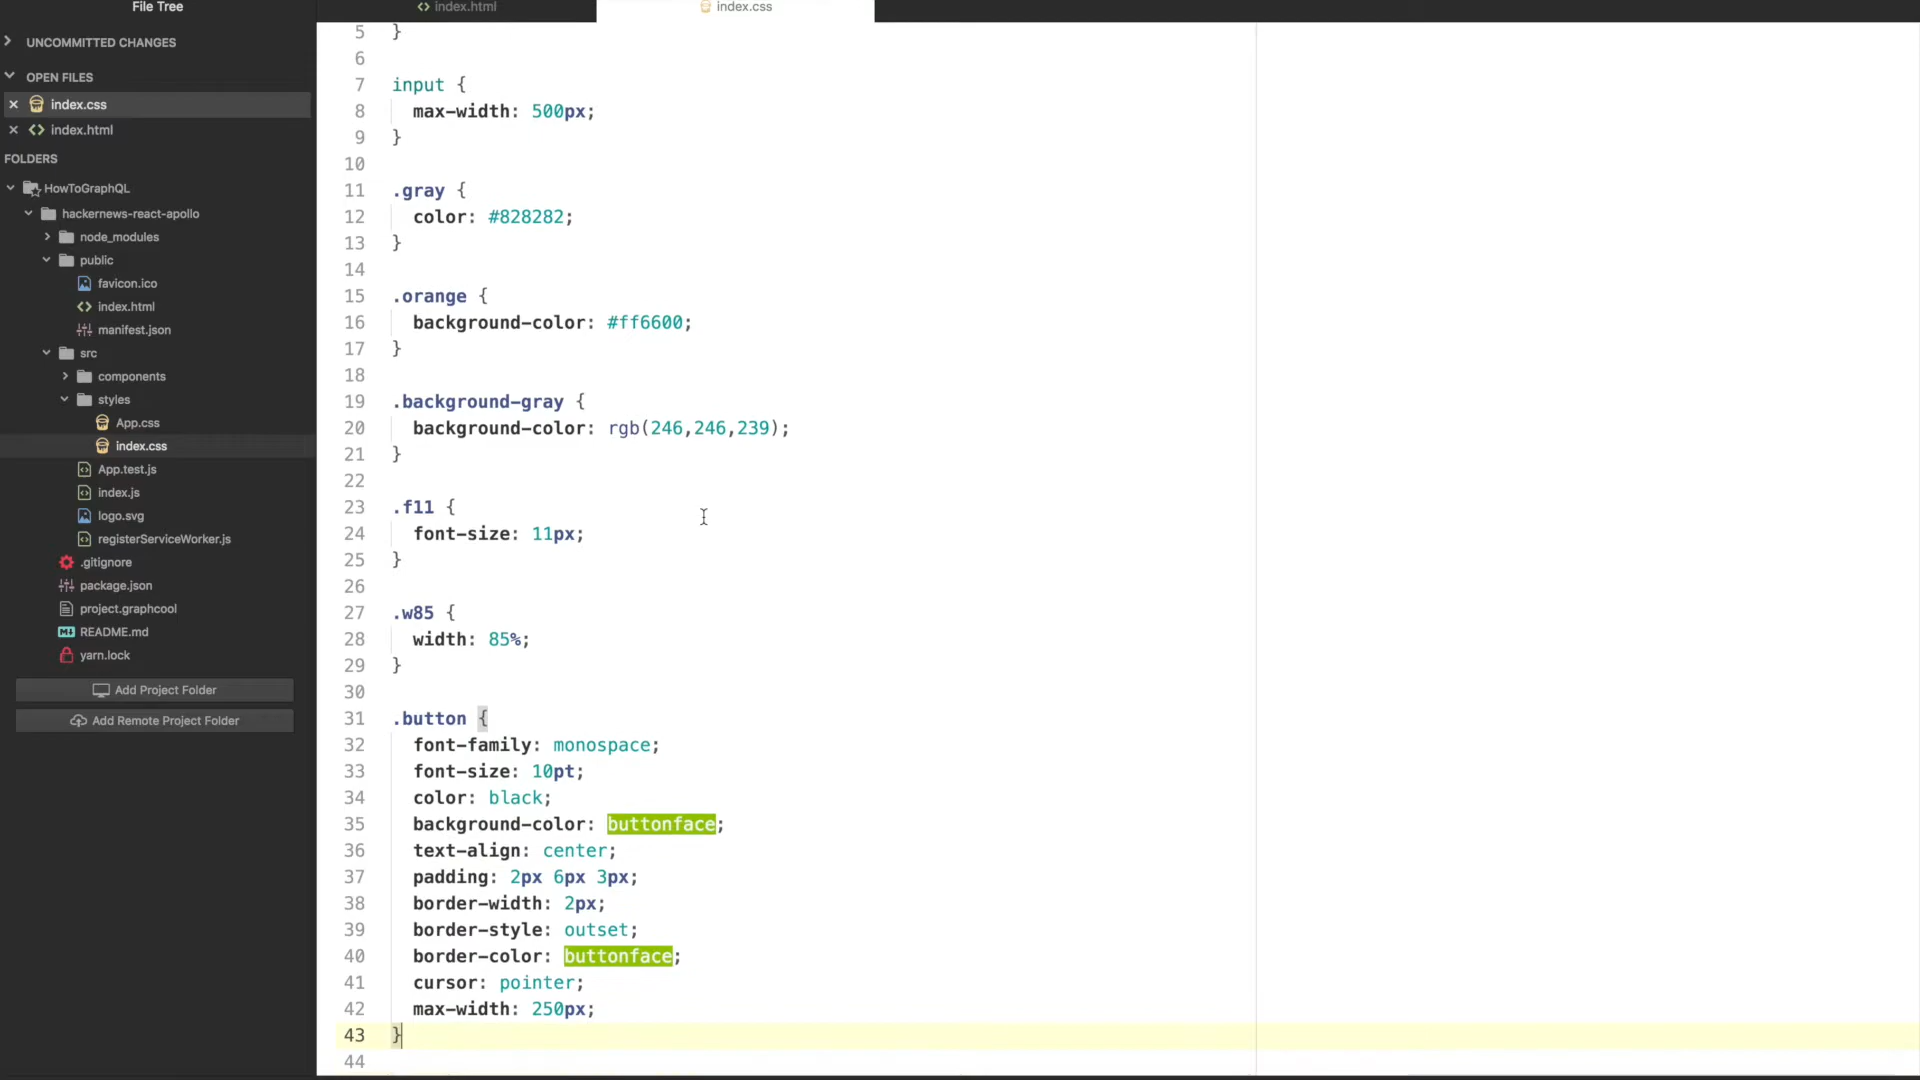 File Tree
UNCOMMITTED CHANGES
OPEN FILES
index.css
index.html
FOLDERS
HowToGraphQL
hackernews-react-apollo
node_modules
public
favicon.ico
index.html
manifest.json
src
components
styles
App.css
index.css
App.test.js
index.js
logo.svg
registerServiceWorker.js
.gitignore
package.json
project.graphcool
README.md
yarn.lock
Add Project Folder
Add Remote Project Folder
index.html
index.css
5 }
6
7 input {
8 max-width: 500px;
9 }
10
11 .gray {
12 color: #828282;
13 }
14
15 .orange {
16 background-color: #ff6600;
17 }
18
19 .background-gray {
20 background-color: rgb(246,246,239);
21 }
22
23 .f11 {
24 font-size: 11px;
25 }
26
27 .w85 {
28 width: 85%;
29 }
30
31 .button {
32 font-family: monospace;
33 font-size: 10pt;
34 color: black;
35 background-color: buttonface;
36 text-align: center;
37 padding: 2px 6px 3px;
38 border-width: 2px;
39 border-style: outset;
40 border-color: buttonface;
41 cursor: pointer;
42 max-width: 250px;
43 }
44